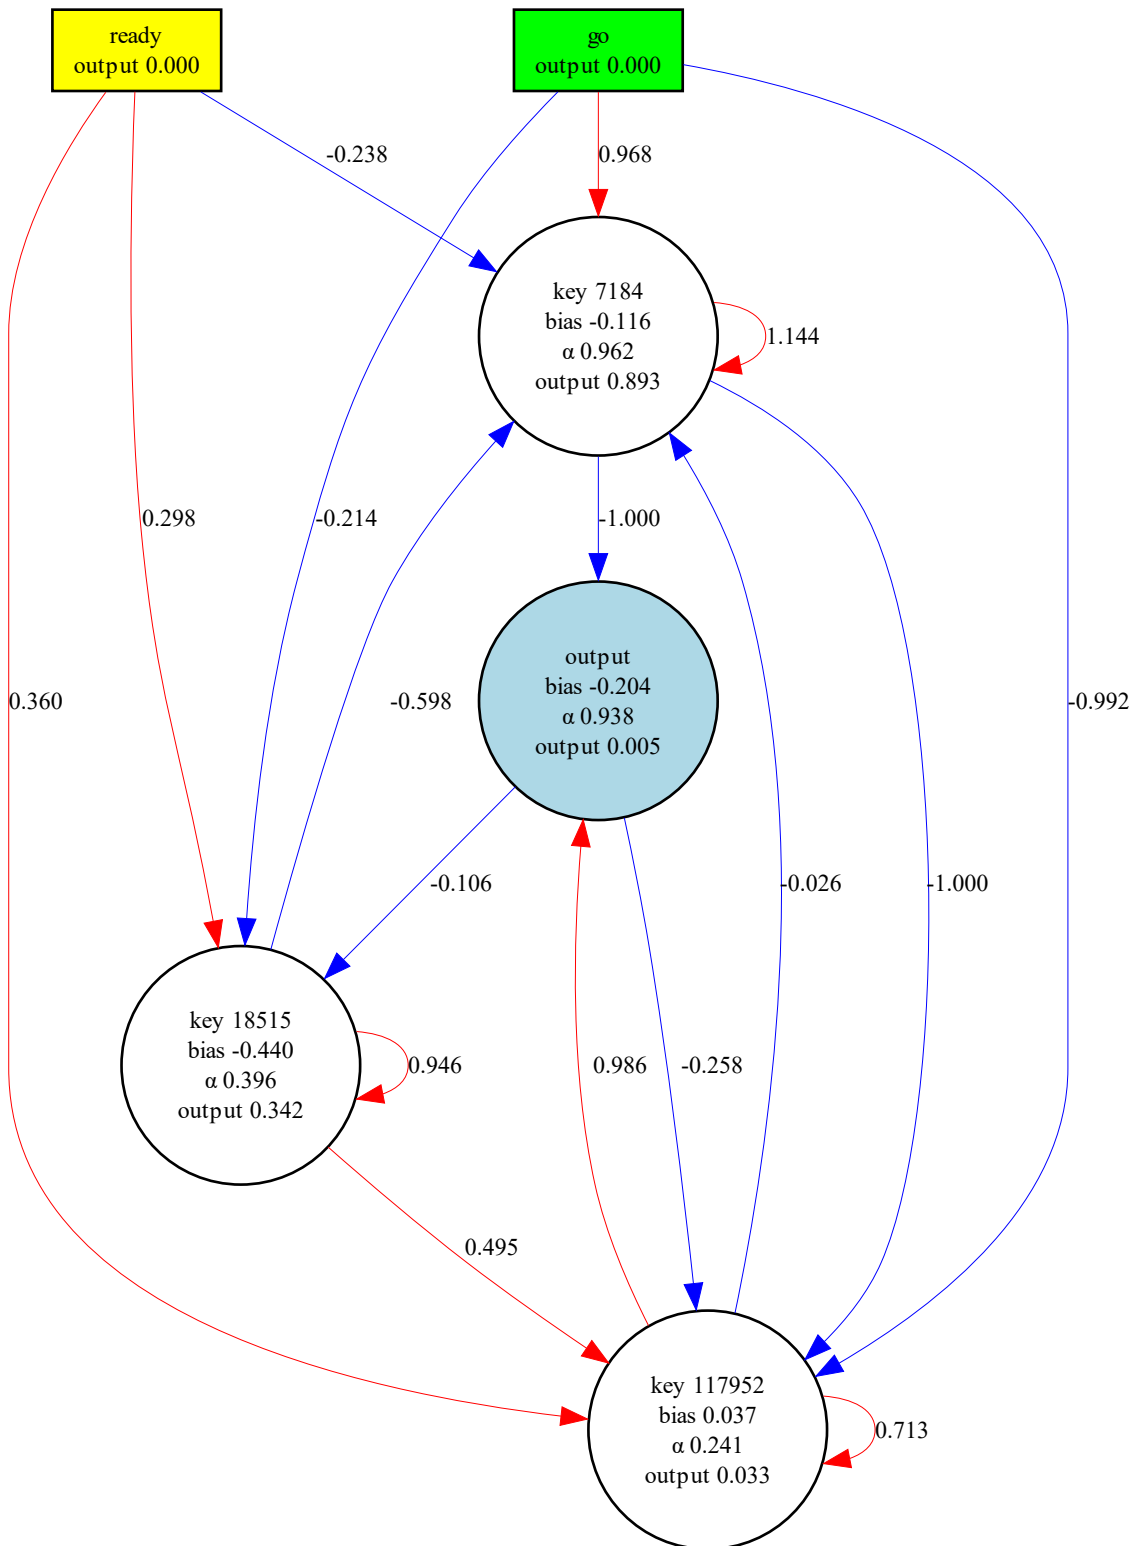 ready
output 0.000
go
output 0.000
-0.238
0.968
key 7184
bias -0.116
α 0.962
output 0.893
1.144
0.298
-0.214
-1.000
output
bias -0.204
α 0.938
output 0.005
0.360
-0.598
-0.992
-0.106
-0.026
-1.000
key 18515
bias -0.440
α 0.396
output 0.342
0.946
0.986
-0.258
0.495
key 117952
bias 0.037
α 0.241
output 0.033
0.713